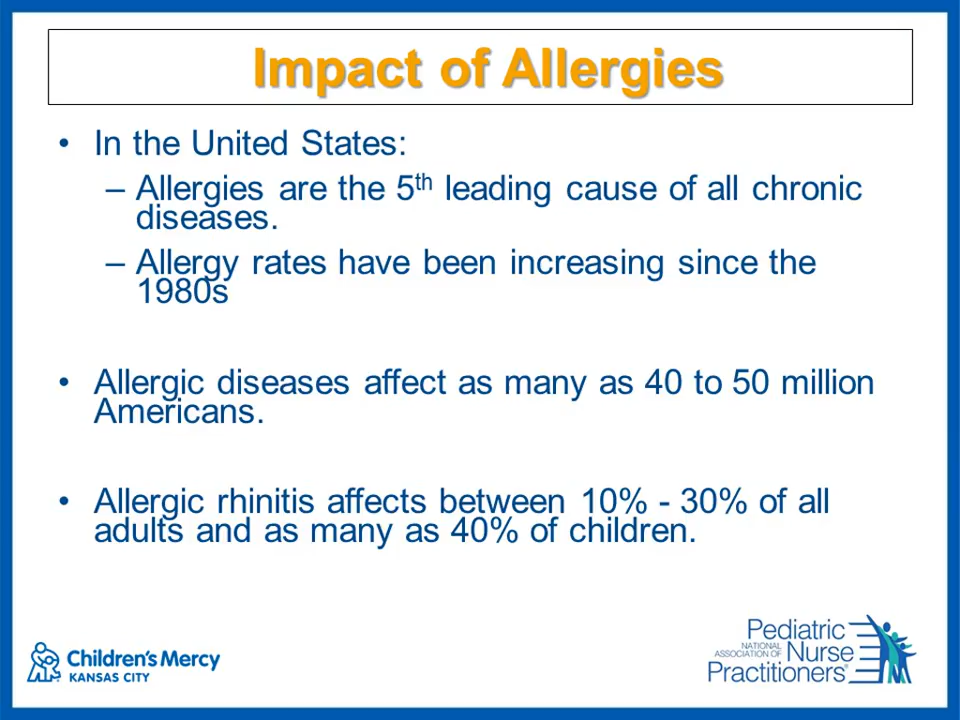 Impact of Allergies
• In the United States:
– Allergies are the 5th leading cause of all chronic
diseases.
– Allergy rates have been increasing since the
1980s
• Allergic diseases affect as many as 40 to 50 million
Americans.
• Allergic rhinitis affects between 10% - 30% of all
adults and as many as 40% of children.
Children's Mercy
KANSAS CITY
Pediatric
NATIONAL
ASSOCIATION OF Nurse
Practitioners®